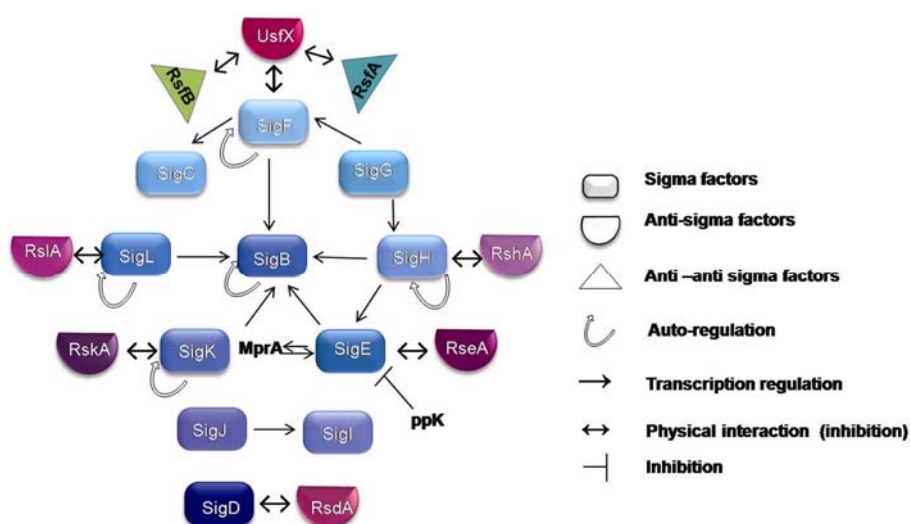 UsfX
RsfB
RsfA
SigF
SigC
SigG
RslA
SigL
SigB
SigH
RshA
RskA
SigK
MprA
SigE
RseA
ppK
SigJ
SigI
SigD
RsdA
Sigma factors
Anti-sigma factors
Anti –anti sigma factors
Auto-regulation
Transcription regulation
Physical interaction (inhibition)
Inhibition